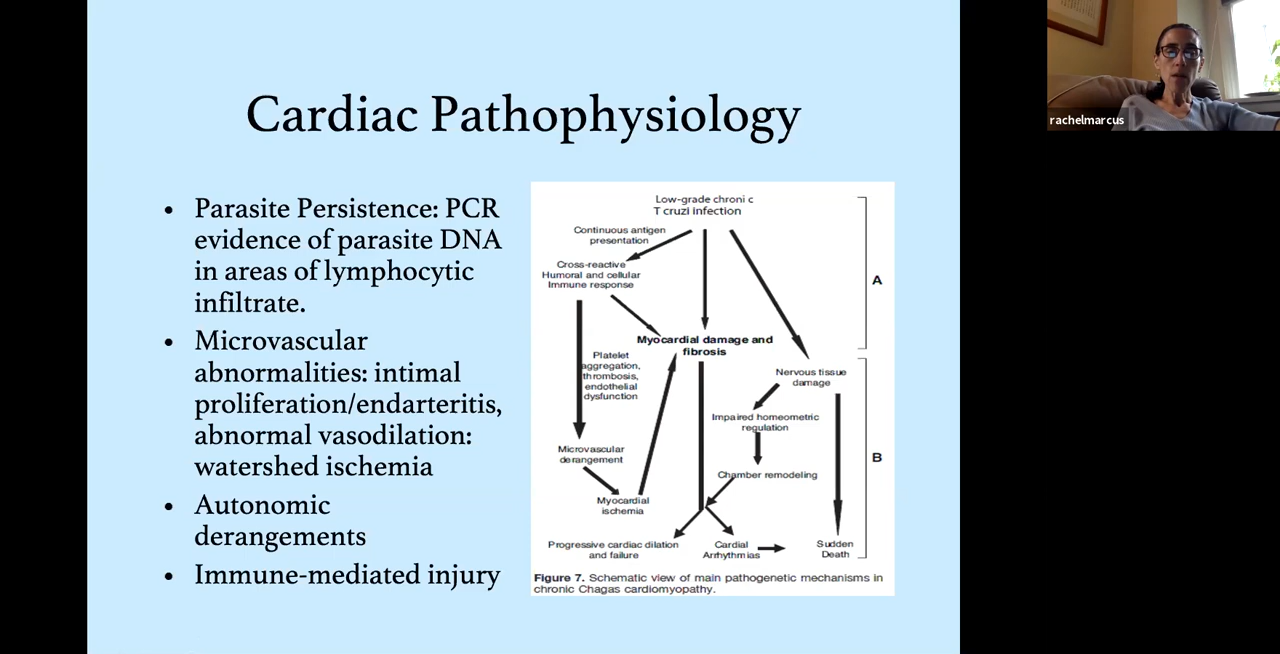 Cardiac Pathophysiology
• Parasite Persistence: PCR
evidence of parasite DNA
in areas of lymphocytic
infiltrate.
• Microvascular
abnormalities: intimal
proliferation/endarteritis,
abnormal vasodilation:
watershed ischemia
• Autonomic
derangements
• Immune-mediated injury
Low-grade chroni c
T cruzi infection
Continuous antigen
presentation
Cross-reactive
Humoral and cellular
Immune response
A
Myocardial damage and
fibrosis
Platelet
aggregation,
thrombosis,
endothelial
dysfunction
Nervous tissue
damage
Impaired homeometric
regulation
Microvascular
derangement
B
Chamber remodeling
Myocardial
ischemia
Progressive cardiac dilation
and failure
Cardial
Arrhythmias
Sudden
Death
Figure 7. Schematic view of main pathogenetic mechanisms in
chronic Chagas cardiomyopathy.
rachelmarcus